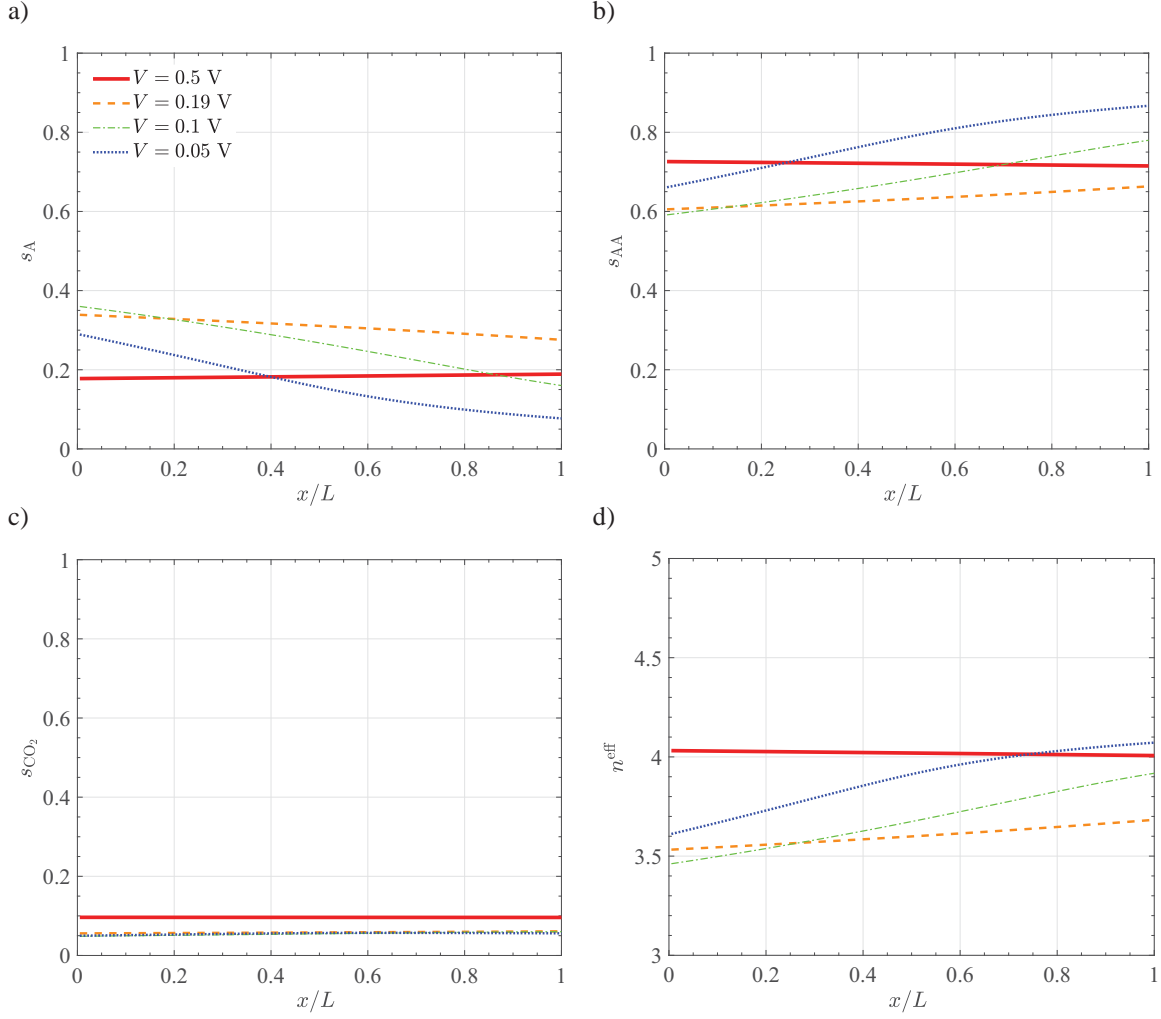 a)
1
0.8
0.6
0.4
0.2
0
s_A
V = 0.5 V
V = 0.19 V
V = 0.1 V
V = 0.05 V
0 0.2 0.4 0.6 0.8 1
x/L
b)
1
0.8
0.6
0.4
0.2
0
s_AA
0 0.2 0.4 0.6 0.8 1
x/L
c)
1
0.8
0.6
0.4
0.2
0
s_CO₂
0 0.2 0.4 0.6 0.8 1
x/L
d)
5
4.5
4
3.5
3
n^eff
0 0.2 0.4 0.6 0.8 1
x/L